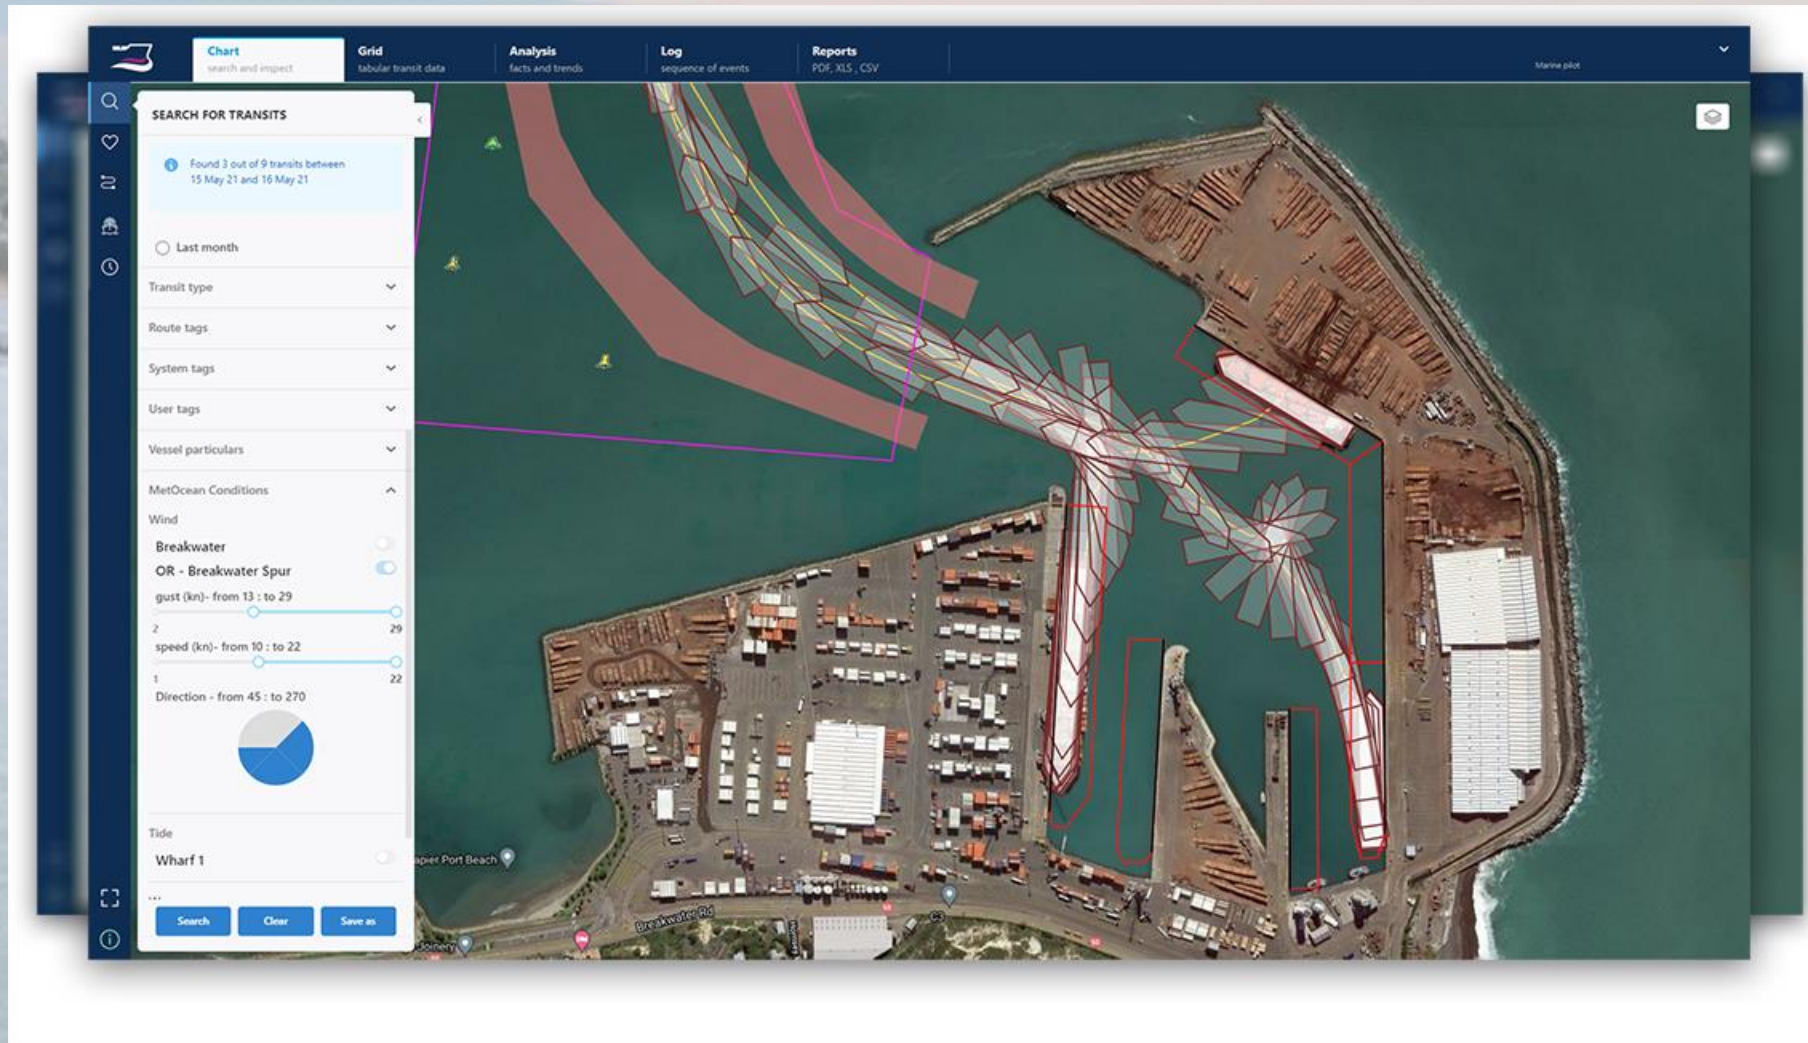 Chart
search and inspect
Grid
tabular transit data
Analysis
facts and trends
Log
sequence of events
Reports
PDF, XLS , CSV
Marine pilot
SEARCH FOR TRANSITS
Found 3 out of 9 transits between
15 May 21 and 16 May 21
Last month
Transit type
Route tags
System tags
User tags
Vessel particulars
MetOcean Conditions
Wind
Breakwater
OR - Breakwater Spur
gust (kn)- from 13 : to 29
2 29
speed (kn)- from 10 : to 22
1 22
Direction - from 45 : to 270
Tide
Wharf 1
...
Search Clear Save as
apier Port Beach
Breakwater Rd
C3
Joinery
50